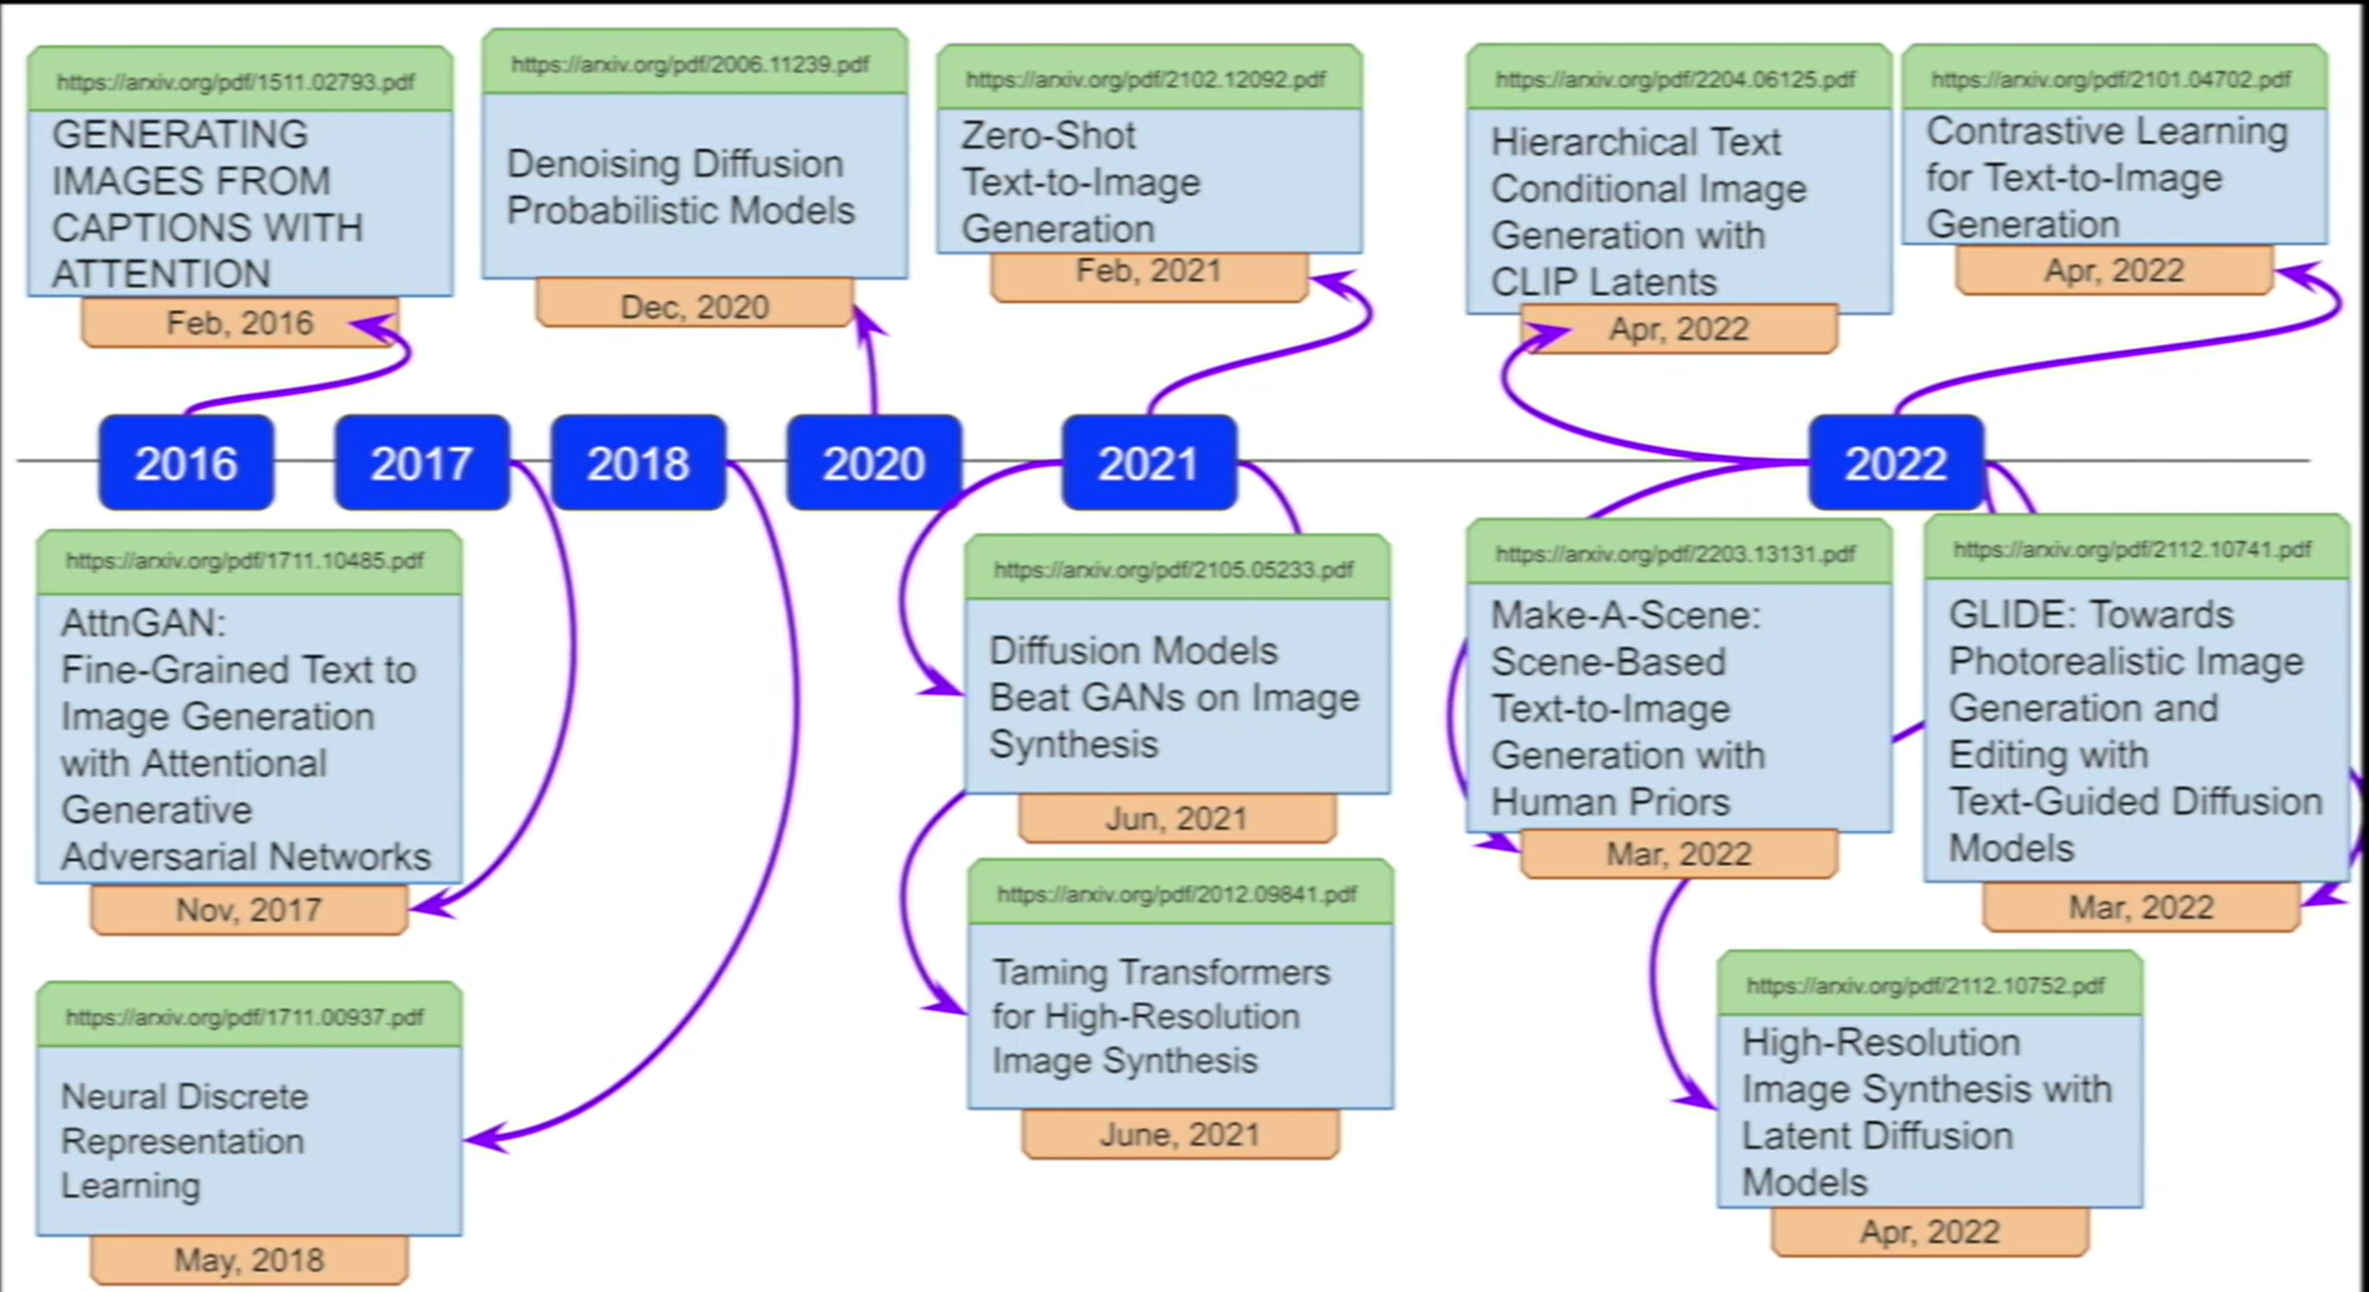 https://arxiv.org/pdf/1511.02793.pdf
GENERATING
IMAGES FROM
CAPTIONS WITH
ATTENTION
Feb, 2016
https://arxiv.org/pdf/2006.11239.pdf
Denoising Diffusion
Probabilistic Models
Dec, 2020
https://arxiv.org/pdf/2102.12092.pdf
Zero-Shot
Text-to-Image
Generation
Feb, 2021
https://arxiv.org/pdf/2204.06125.pdf
Hierarchical Text
Conditional Image
Generation with
CLIP Latents
Apr, 2022
https://arxiv.org/pdf/2101.04702.pdf
Contrastive Learning
for Text-to-Image
Generation
Apr, 2022
2016
2017
2018
2020
2021
2022
https://arxiv.org/pdf/1711.10485.pdf
AttnGAN:
Fine-Grained Text to
Image Generation
with Attentional
Generative
Adversarial Networks
Nov, 2017
https://arxiv.org/pdf/1711.00937.pdf
Neural Discrete
Representation
Learning
May, 2018
https://arxiv.org/pdf/2105.05233.pdf
Diffusion Models
Beat GANs on Image
Synthesis
Jun, 2021
https://arxiv.org/pdf/2012.09841.pdf
Taming Transformers
for High-Resolution
Image Synthesis
June, 2021
https://arxiv.org/pdf/2203.13131.pdf
Make-A-Scene:
Scene-Based
Text-to-Image
Generation with
Human Priors
Mar, 2022
https://arxiv.org/pdf/2112.10741.pdf
GLIDE: Towards
Photorealistic Image
Generation and
Editing with
Text-Guided Diffusion
Models
Mar, 2022
https://arxiv.org/pdf/2112.10752.pdf
High-Resolution
Image Synthesis with
Latent Diffusion
Models
Apr, 2022